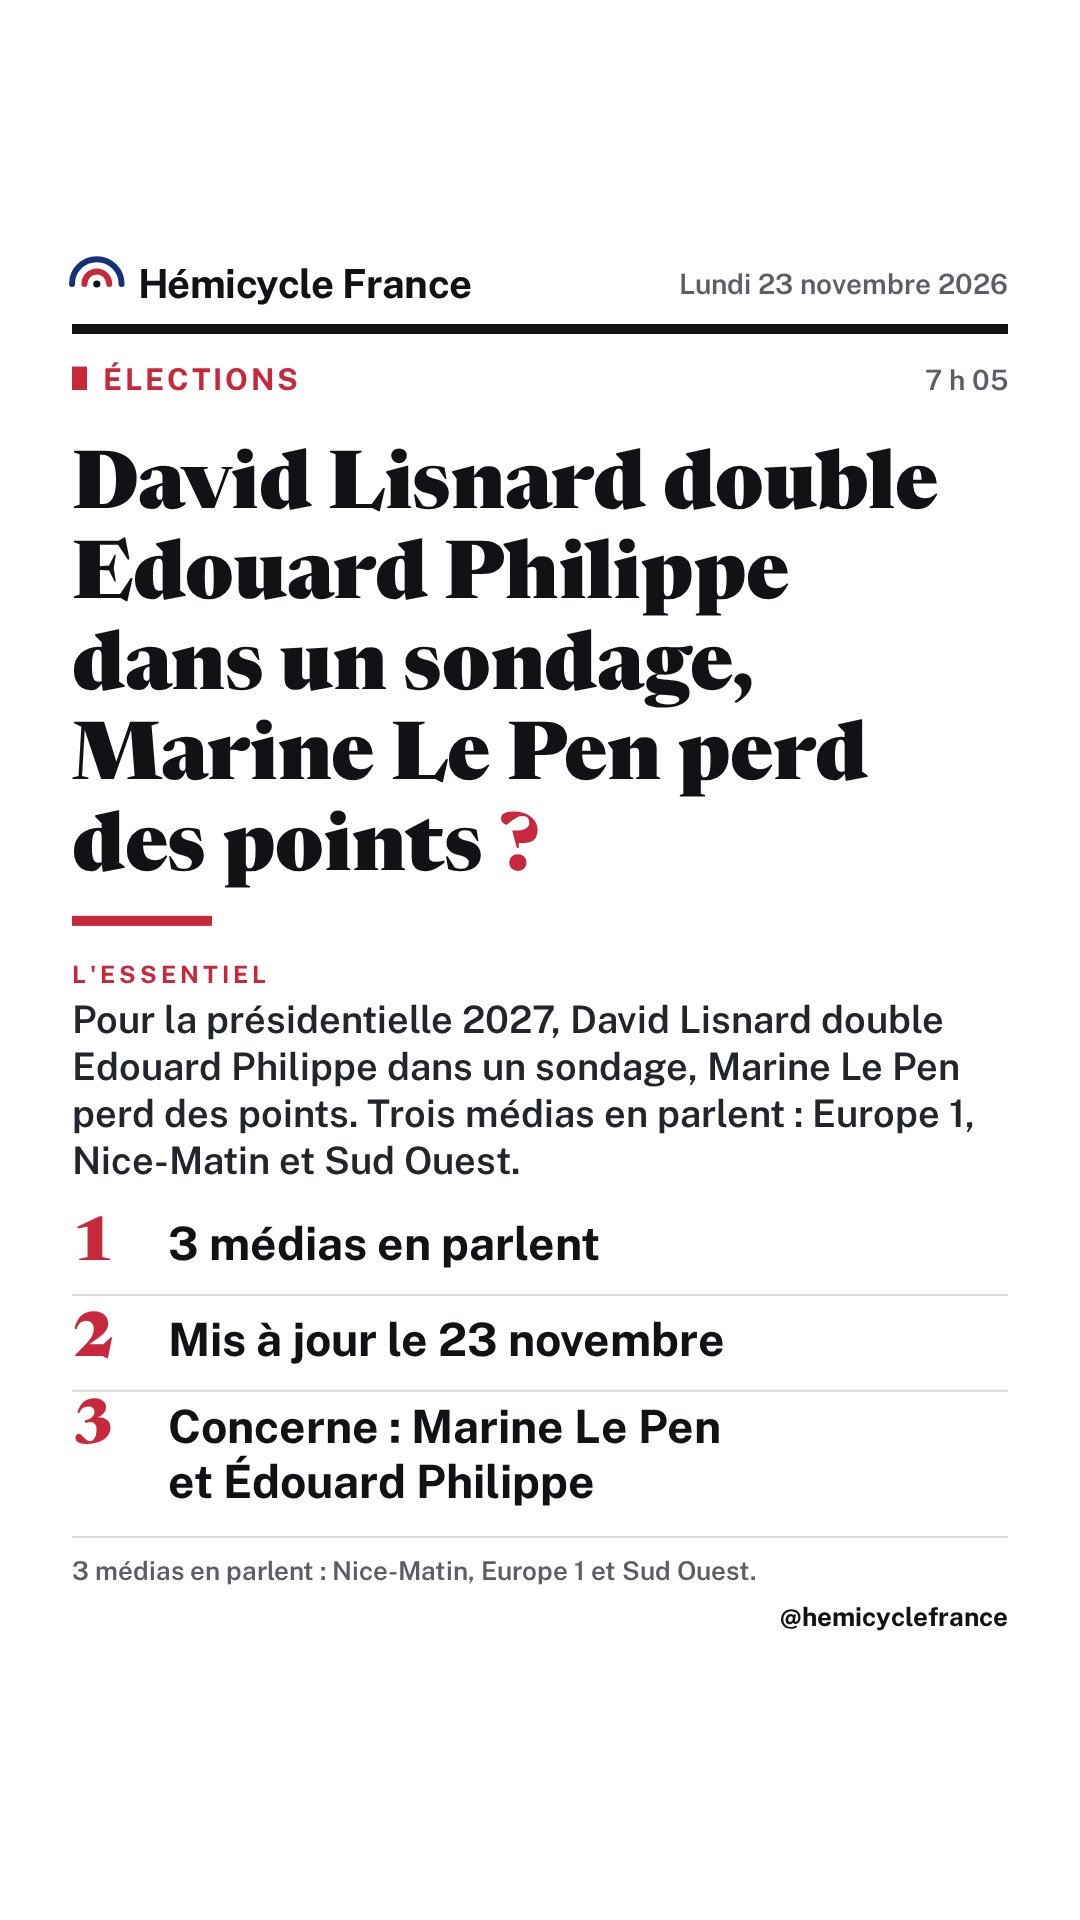 Hémicycle France
Lundi 23 novembre 2026
ÉLECTIONS
7 h 05
David Lisnard double
Edouard Philippe
dans un sondage,
Marine Le Pen perd
des points ?
L'ESSENTIEL
Pour la présidentielle 2027, David Lisnard double
Edouard Philippe dans un sondage, Marine Le Pen
perd des points. Trois médias en parlent : Europe 1,
Nice-Matin et Sud Ouest.
1 3 médias en parlent
2 Mis à jour le 23 novembre
3 Concerne : Marine Le Pen
et Édouard Philippe
3 médias en parlent : Nice-Matin, Europe 1 et Sud Ouest.
@hemicyclefrance